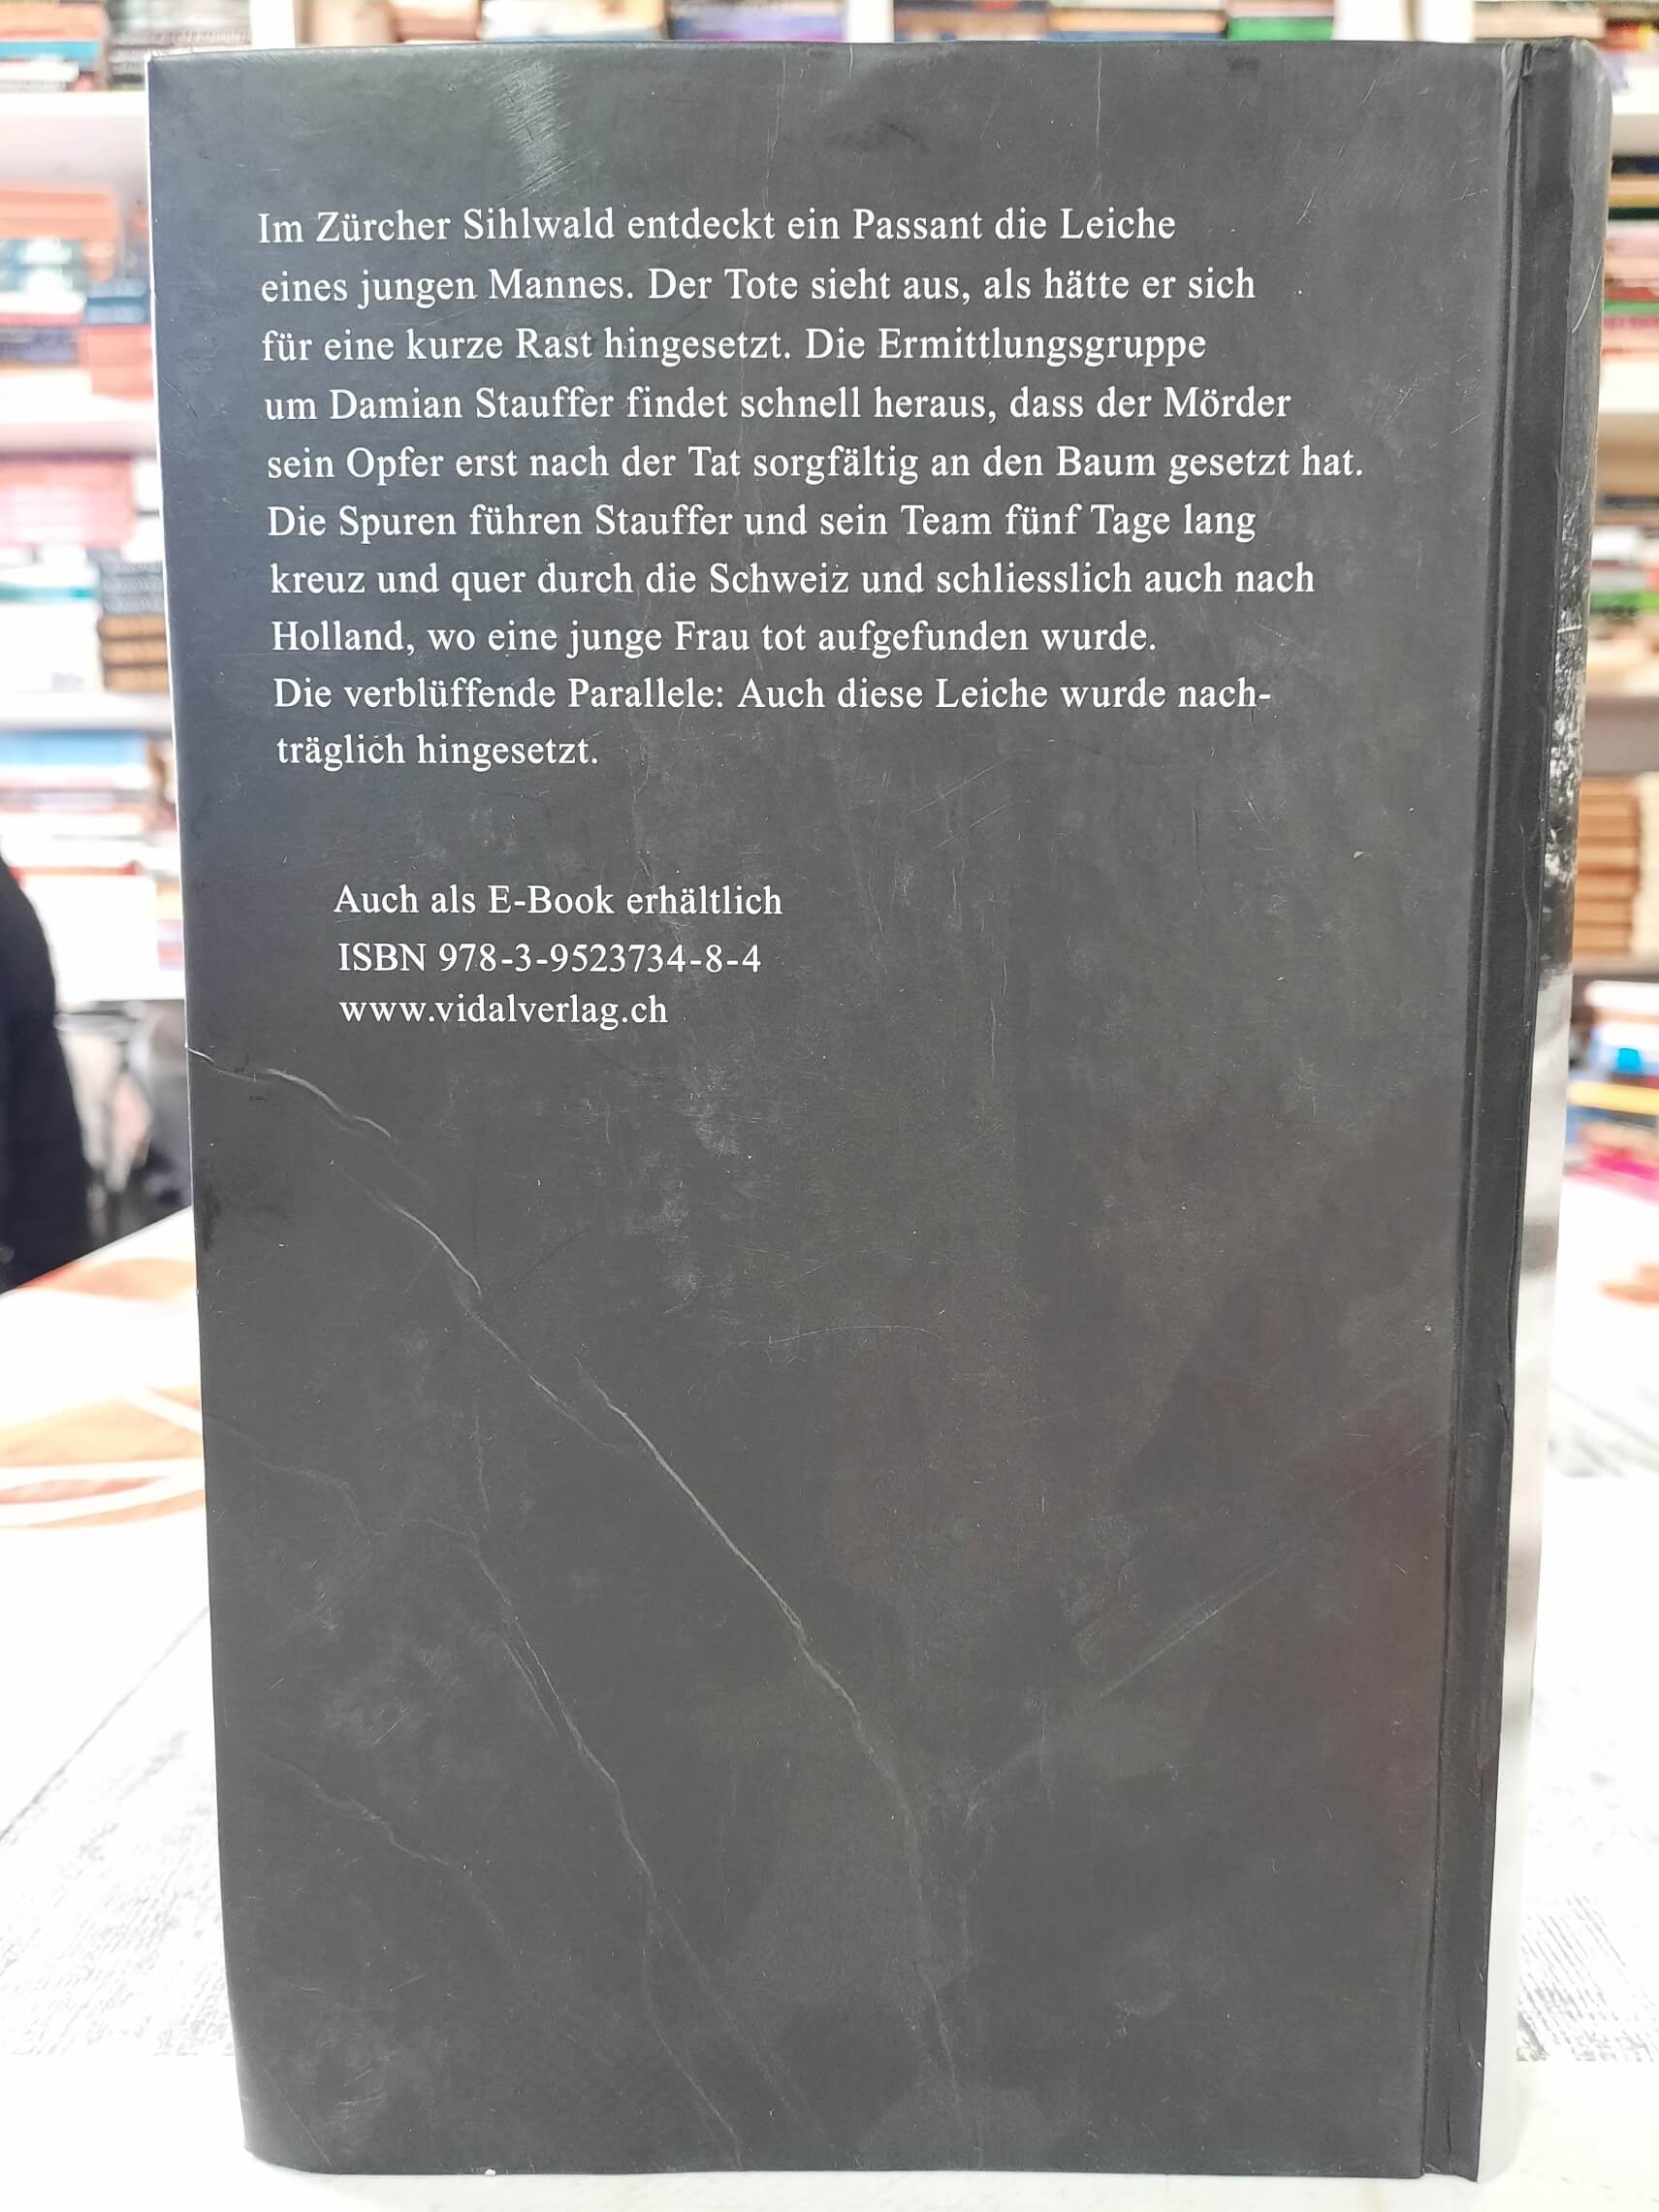 Im Zürcher Sihlwald entdeckt ein Passant die Leiche
eines jungen Mannes. Der Tote sieht aus, als hätte er sich
für eine kurze Rast hingesetzt. Die Ermittlungsgruppe
um Damian Stauffer findet schnell heraus, dass der Mörder
sein Opfer erst nach der Tat sorgfältig an den Baum gesetzt hat.
Die Spuren führen Stauffer und sein Team fünf Tage lang
kreuz und quer durch die Schweiz und schliesslich auch nach
Holland, wo eine junge Frau tot aufgefunden wurde.
Die verblüffende Parallele: Auch diese Leiche wurde nach-
träglich hingesetzt.
Auch als E-Book erhältlich
ISBN 978-3-9523734-8-4
www.vidalverlag.ch